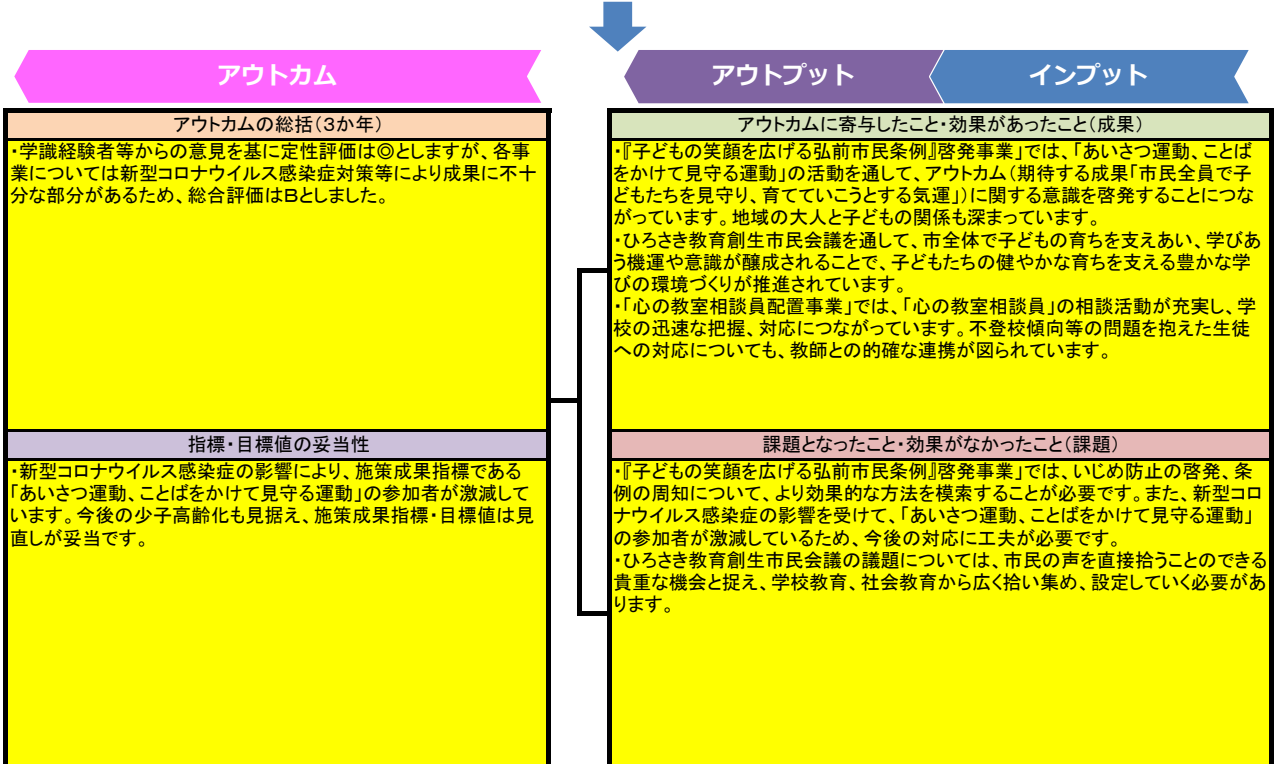 アウトカム
アウトカムの総括(3か年)
・学識経験者等からの意見を基に定性評価は◎としますが、各事
業については新型コロナウイルス感染症対策等により成果に不十
分な部分があるため、総合評価はBとしました。
指標・目標値の妥当性
・新型コロナウイルス感染症の影響により、施策成果指標である
「あいさつ運動、ことばをかけて見守る運動」の参加者が激減して
います。今後の少子高齢化も見据え、施策成果指標・目標値は見
直しが妥当です。
アウトプット
インプット
アウトカムに寄与したこと・効果があったこと(成果)
・『子どもの笑顔を広げる弘前市民条例』啓発事業」では、「あいさつ運動、ことば
をかけて見守る運動」の活動を通して、アウトカム(期待する成果「市民全員で子
どもたちを見守り、育てていこうとする気運」)に関する意識を啓発することにつな
がっています。地域の大人と子どもの関係も深まっています。
・ひろさき教育創生市民会議を通して、市全体で子どもの育ちを支えあい、学びあ
う機運や意識が醸成されることで、子どもたちの健やかな育ちを支える豊かな学
びの環境づくりが推進されています。
・「心の教室相談員配置事業」では、「心の教室相談員」の相談活動が充実し、学
校の迅速な把握、対応につながっています。不登校傾向等の問題を抱えた生徒
への対応についても、教師との的確な連携が図られています。
課題となったこと・効果がなかったこと(課題)
・『子どもの笑顔を広げる弘前市民条例』啓発事業」では、いじめ防止の啓発、条
例の周知について、より効果的な方法を模索することが必要です。また、新型コロ
ナウイルス感染症の影響を受けて、「あいさつ運動、ことばをかけて見守る運動」
の参加者が激減しているため、今後の対応に工夫が必要です。
・ひろさき教育創生市民会議の議題については、市民の声を直接拾うことのできる
貴重な機会と捉え、学校教育、社会教育から広く拾い集め、設定していく必要があ
ります。